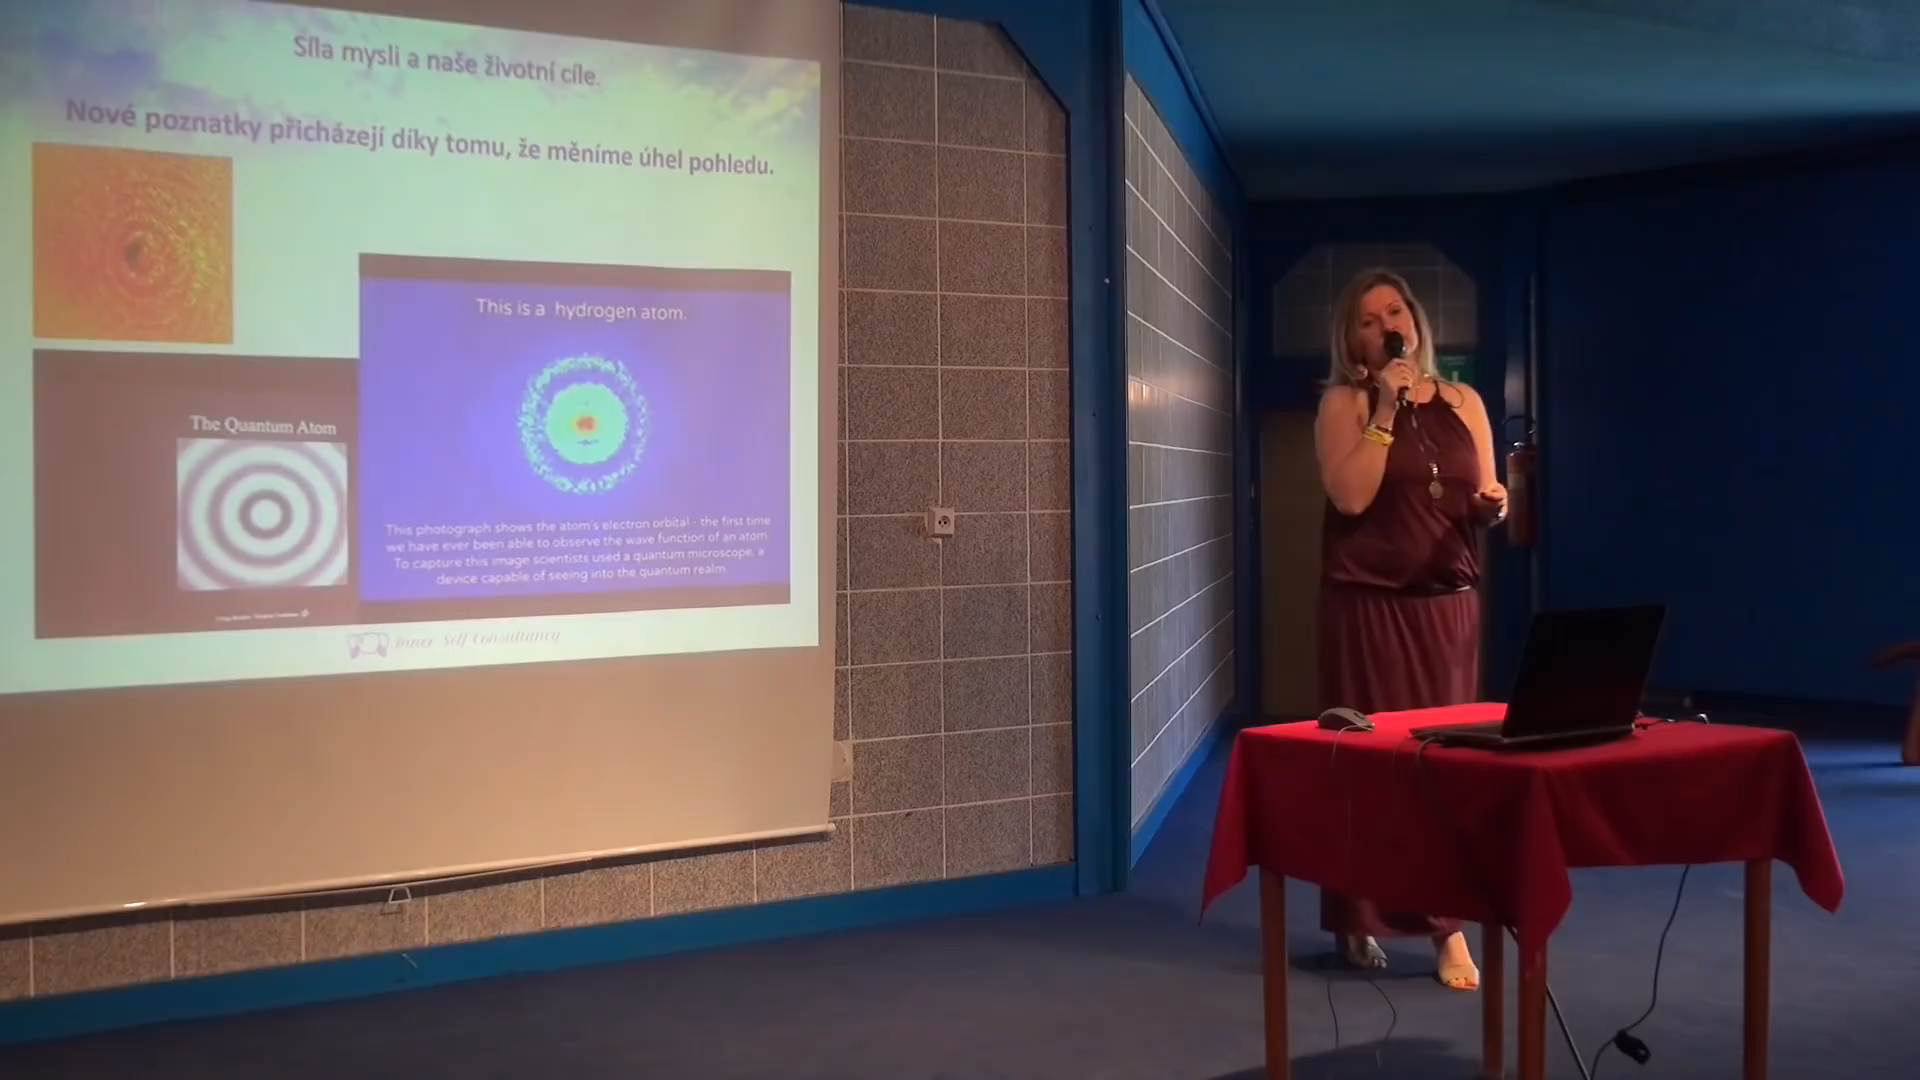 Síla mysli a naše životní cíle.
Nové poznatky přicházejí díky tomu, že měníme úhel pohledu.
This is a hydrogen atom.
The Quantum Atom
This photograph shows the atom's electron orbital - the first time
we have ever been able to observe the wave function of an atom.
To capture this image scientists used a quantum microscope, a
device capable of seeing into the quantum realm.
Inner Self Consultancy